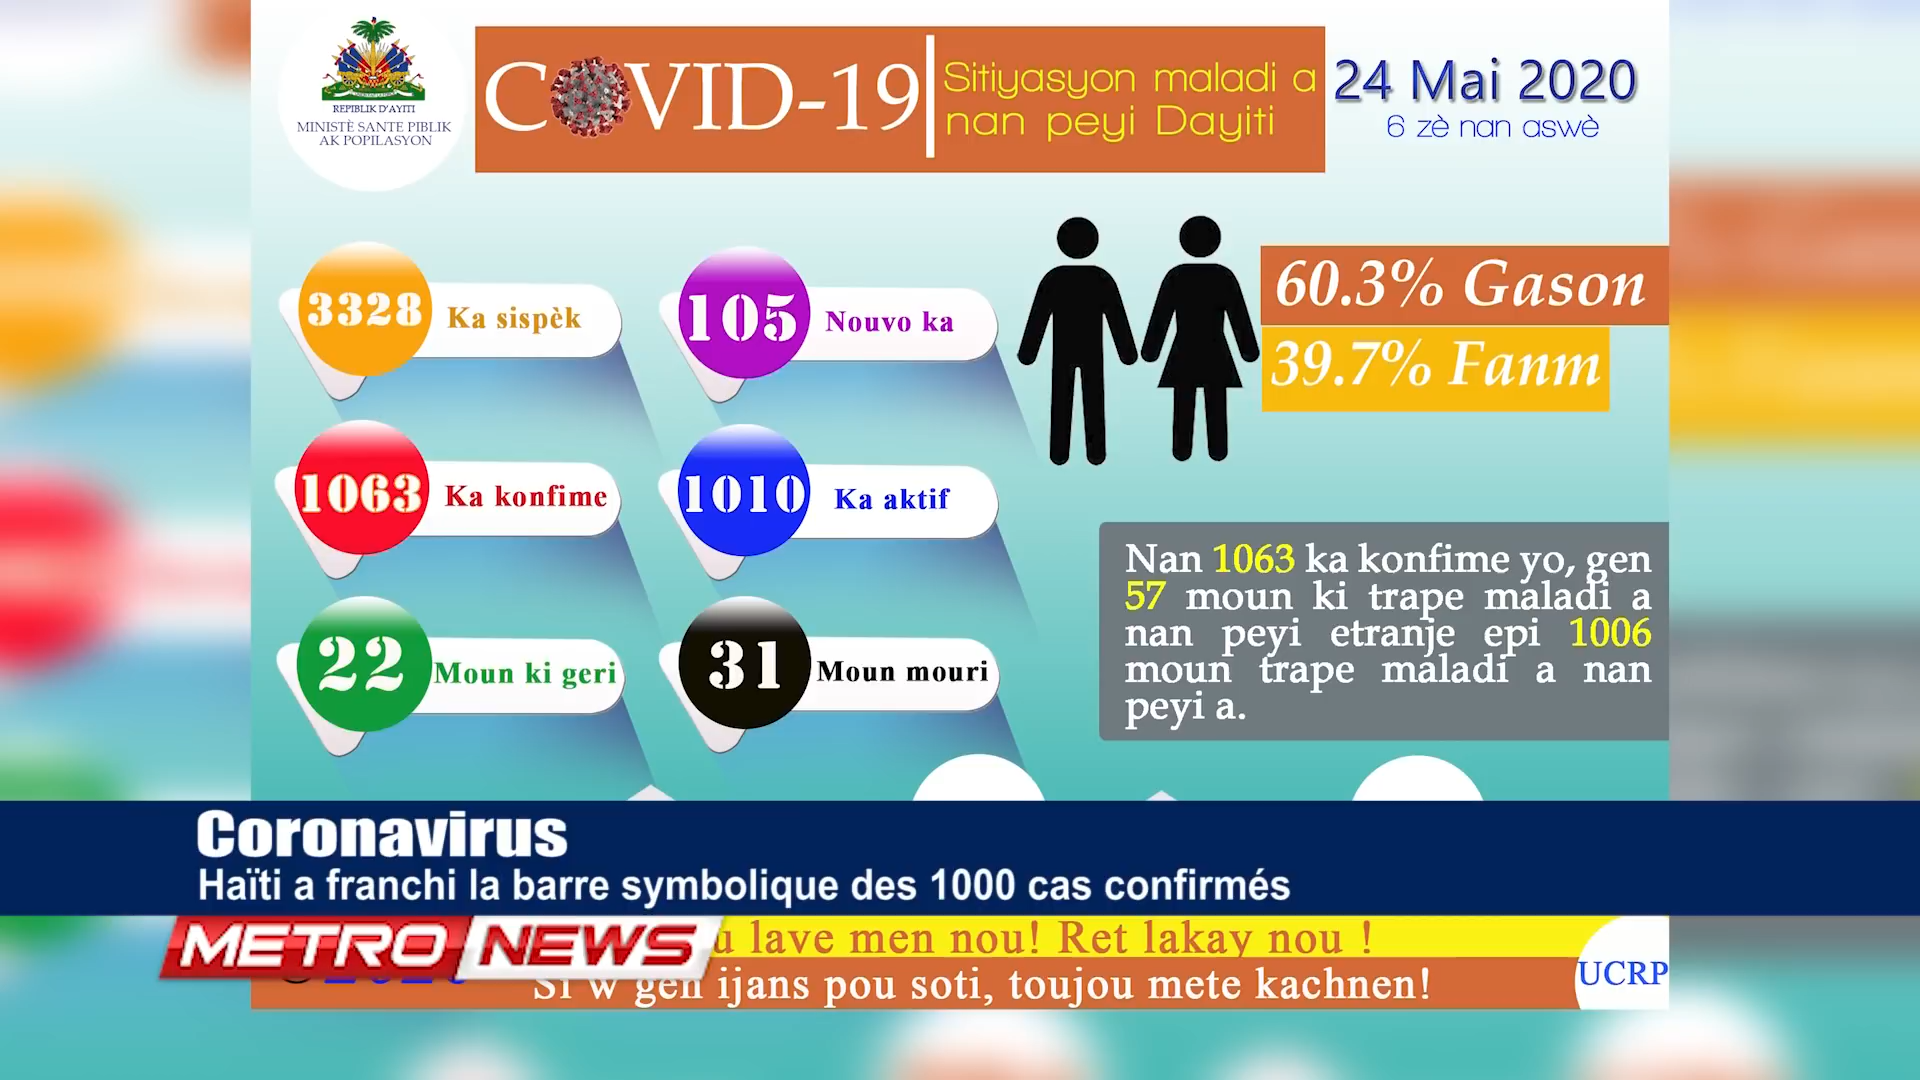 REPIBLIK D'AYITI
MINISTÈ SANTE PIBLIK
AK POPILASYON
COVID-19
Sitiyasyon maladi a
nan peyi Dayiti
24 Mai 2020
6 zè nan aswè
3328 Ka sispèk
105 Nouvo ka
60.3% Gason
39.7% Fanm
1063 Ka konfime
1010 Ka aktif
22 Moun ki geri
31 Moun mouri
Nan 1063 ka konfime yo, gen
57 moun ki trape maladi a
nan peyi etranje epi 1006
moun trape maladi a nan
peyi a.
Coronavirus
Haïti a franchi la barre symbolique des 1000 cas confirmés
METRO NEWS
lave men nou! Ret lakay nou !
Si w gen ijans pou soti, toujou mete kachnen!
UCRP